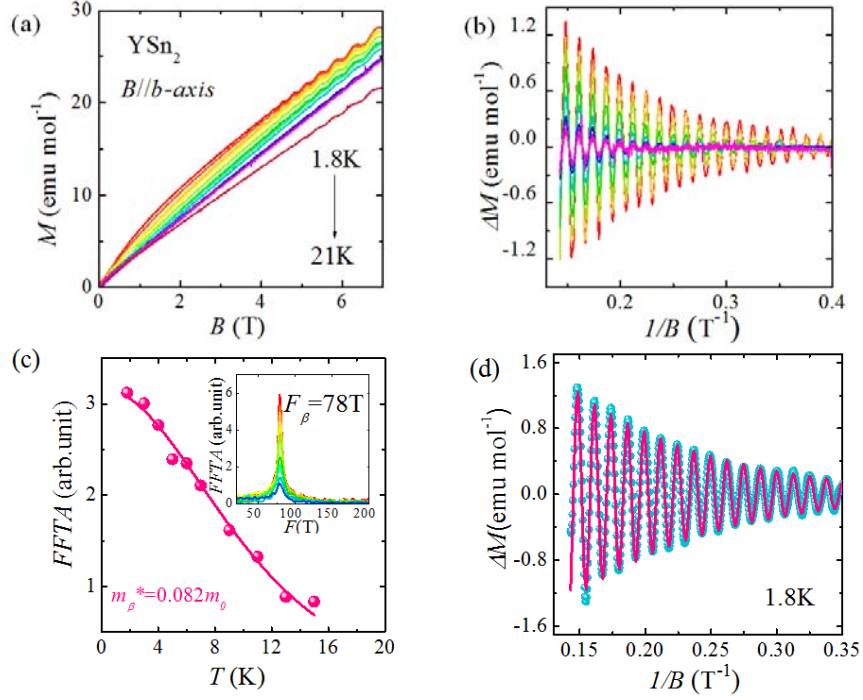 (a)
30
20
10
0
YSn2
B//b-axis
1.8K
21K
0 2 4 6
M (emu mol-1)
B (T)
(b)
1.2
0.6
0.0
-0.6
-1.2
0.2 0.3 0.4
ΔM (emu mol-1)
1/B (T-1)
(c)
3
2
1
0 4 8 12 16 20
FFTA (arb.unit)
T (K)
mβ*=0.082m0
6
4
2
0
100 200
FFTA (arb.unit)
F(T)
Fβ=78T
(d)
1.6
0.8
0.0
-0.8
-1.6
0.15 0.20 0.25 0.30 0.35
ΔM(emu mol-1)
1/B (T-1)
1.8K